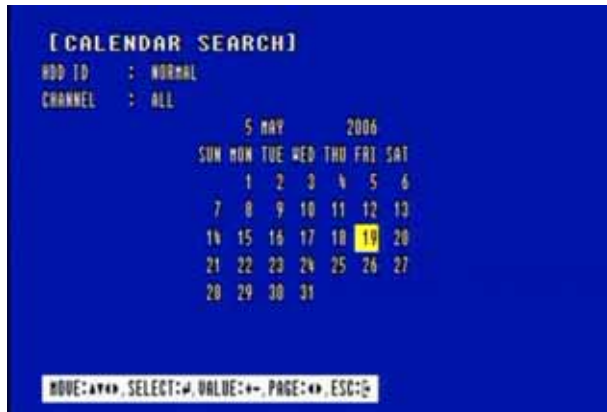 [CALENDAR SEARCH]
HDD ID : NORMAL
CHANNEL : ALL
5 MAY 2006
SUN MON TUE WED THU FRI SAT
1 2 3 4 5 6
7 8 9 10 11 12 13
14 15 16 17 18 19 20
21 22 23 24 25 26 27
28 29 30 31
MOVE:▲▼◀▶, SELECT:↲, VALUE:+-, PAGE:◀▶, ESC: